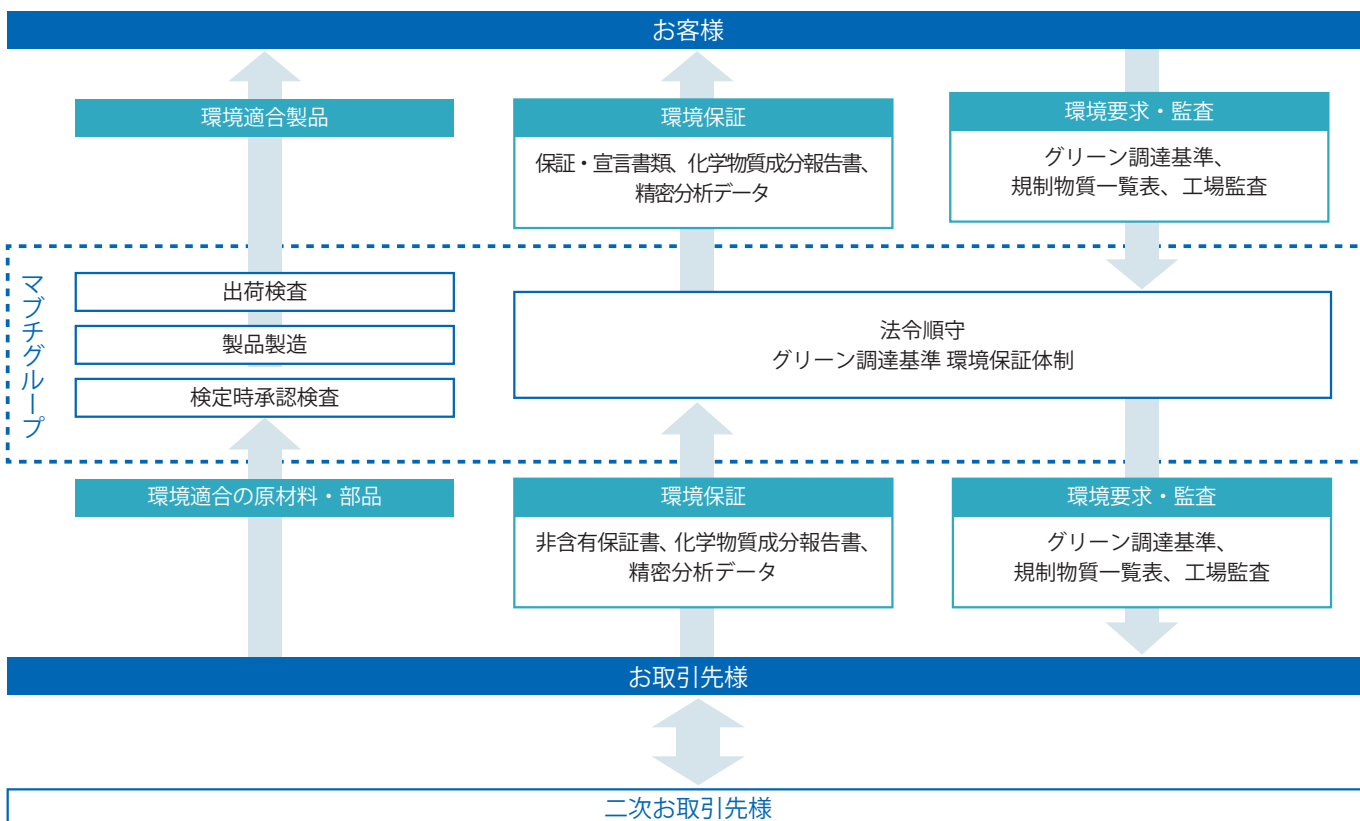 お客様
環境適合製品
環境保証
保証・宣言書類、化学物質成分報告書、
精密分析データ
環境要求・監査
グリーン調達基準、
規制物質一覧表、工場監査
マブチグループ
出荷検査
製品製造
検定時承認検査
法令順守
グリーン調達基準 環境保証体制
環境適合の原材料・部品
環境保証
非含有保証書、化学物質成分報告書、
精密分析データ
環境要求・監査
グリーン調達基準、
規制物質一覧表、工場監査
お取引先様
二次お取引先様